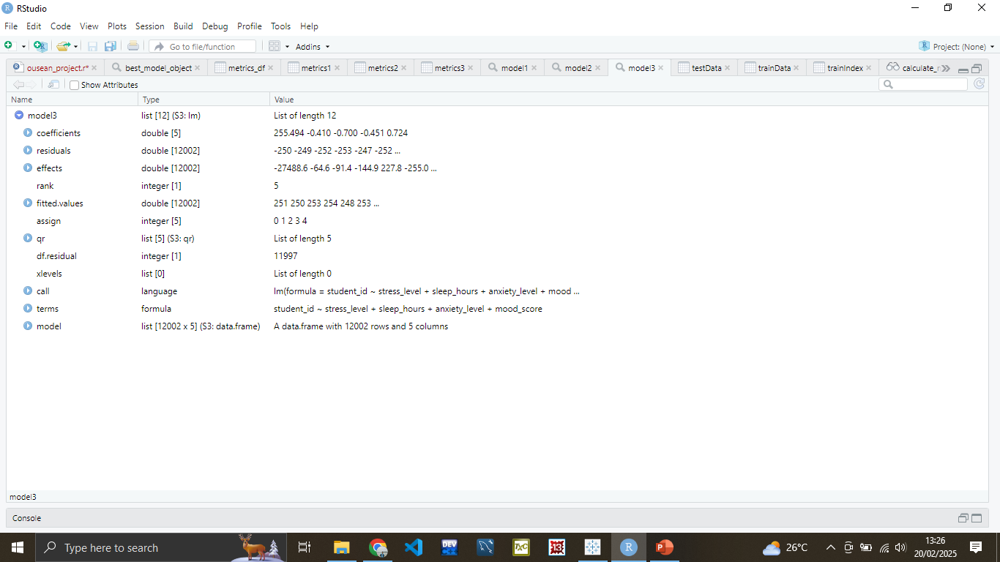 RStudio
File Edit Code View Plots Session Build Debug Profile Tools Help
Go to file/function Addins Project: (None)
ousean_project.r* best_model_object metrics_df metrics1 metrics2 metrics3 model1 model2 model3 testData trainData trainIndex
Show Attributes
Name Type Value
model3 list [12] (S3: lm) List of length 12
coefficients double [5] 255.494 -0.410 -0.700 -0.451 0.724
residuals double [12002] -250 -249 -252 -253 -247 -252 ...
effects double [12002] -27488.6 -64.6 -91.4 -144.9 227.8 -255.0 ...
rank integer [1] 5
fitted.values double [12002] 251 250 253 254 248 253 ...
assign integer [5] 0 1 2 3 4
qr list [5] (S3: qr) List of length 5
df.residual integer [1] 11997
xlevels list [0] List of length 0
call language lm(formula = student_id ~ stress_level + sleep_hours + anxiety_level + mood ...
terms formula student_id ~ stress_level + sleep_hours + anxiety_level + mood_score
model list [12002 x 5] (S3: data.frame) A data.frame with 12002 rows and 5 columns
model3
Console
Type here to search DEV TxC R P 26°C 13:26
20/02/2025